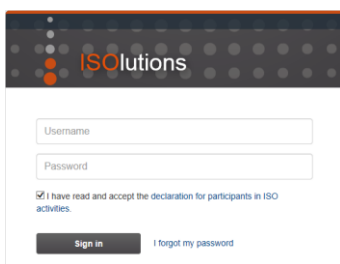 ISOlutions
Username
Password
I have read and accept the declaration for participants in ISO
activities.
Sign in
I forgot my password